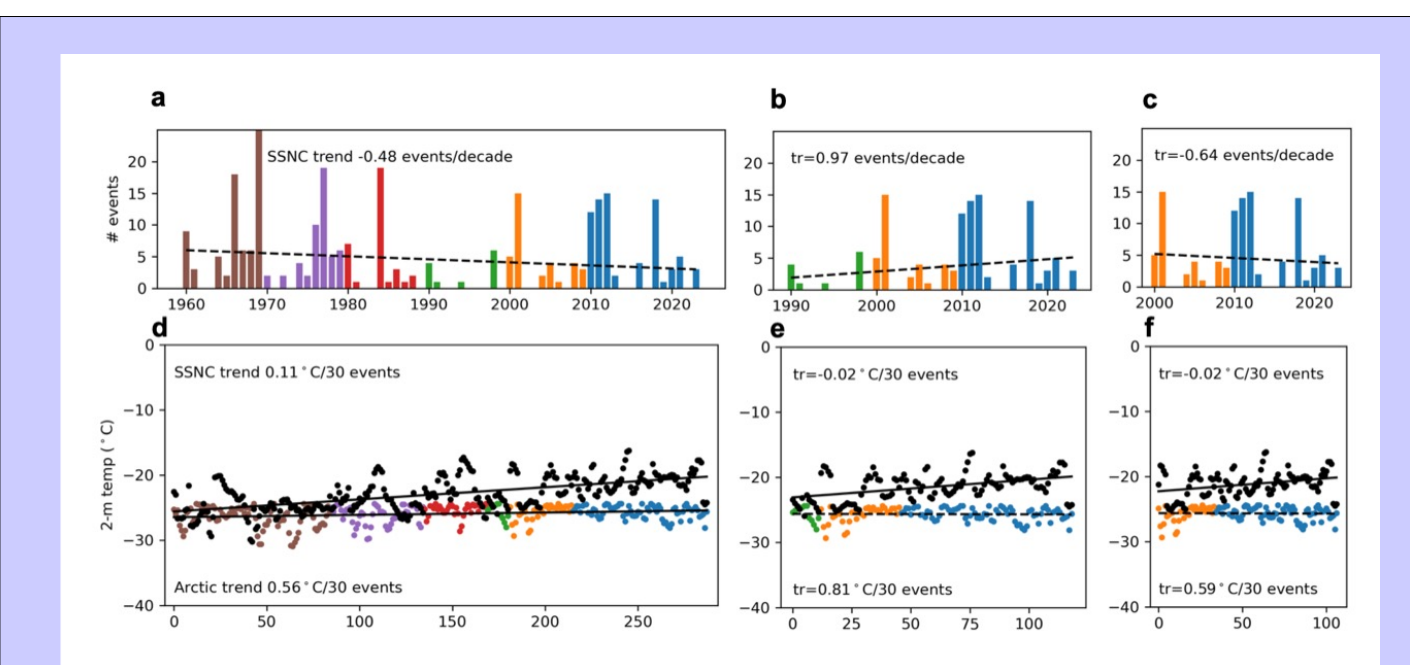 a
b
c
SSNC trend -0.48 events/decade
tr=0.97 events/decade
tr=-0.64 events/decade
# events
20
15
10
5
0
1960 1970 1980 1990 2000 2010 2020
20
15
10
5
0
1990 2000 2010 2020
20
15
10
5
0
2000 2010 2020
d
e
f
SSNC trend 0.11°C/30 events
tr=-0.02°C/30 events
tr=-0.02°C/30 events
2-m temp (°C)
0
−10
−20
−30
−40
0
−10
−20
−30
−40
0
−10
−20
−30
−40
Arctic trend 0.56°C/30 events
tr=0.81°C/30 events
tr=0.59°C/30 events
0 50 100 150 200 250
0 25 50 75 100
0 50 100